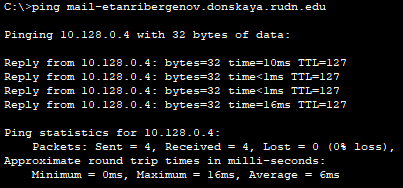 C:\>ping mail-etanribergenov.donskaya.rudn.edu
Pinging 10.128.0.4 with 32 bytes of data:
Reply from 10.128.0.4: bytes=32 time=10ms TTL=127
Reply from 10.128.0.4: bytes=32 time<1ms TTL=127
Reply from 10.128.0.4: bytes=32 time<1ms TTL=127
Reply from 10.128.0.4: bytes=32 time=16ms TTL=127
Ping statistics for 10.128.0.4:
Packets: Sent = 4, Received = 4, Lost = 0 (0% loss),
Approximate round trip times in milli-seconds:
Minimum = 0ms, Maximum = 16ms, Average = 6ms